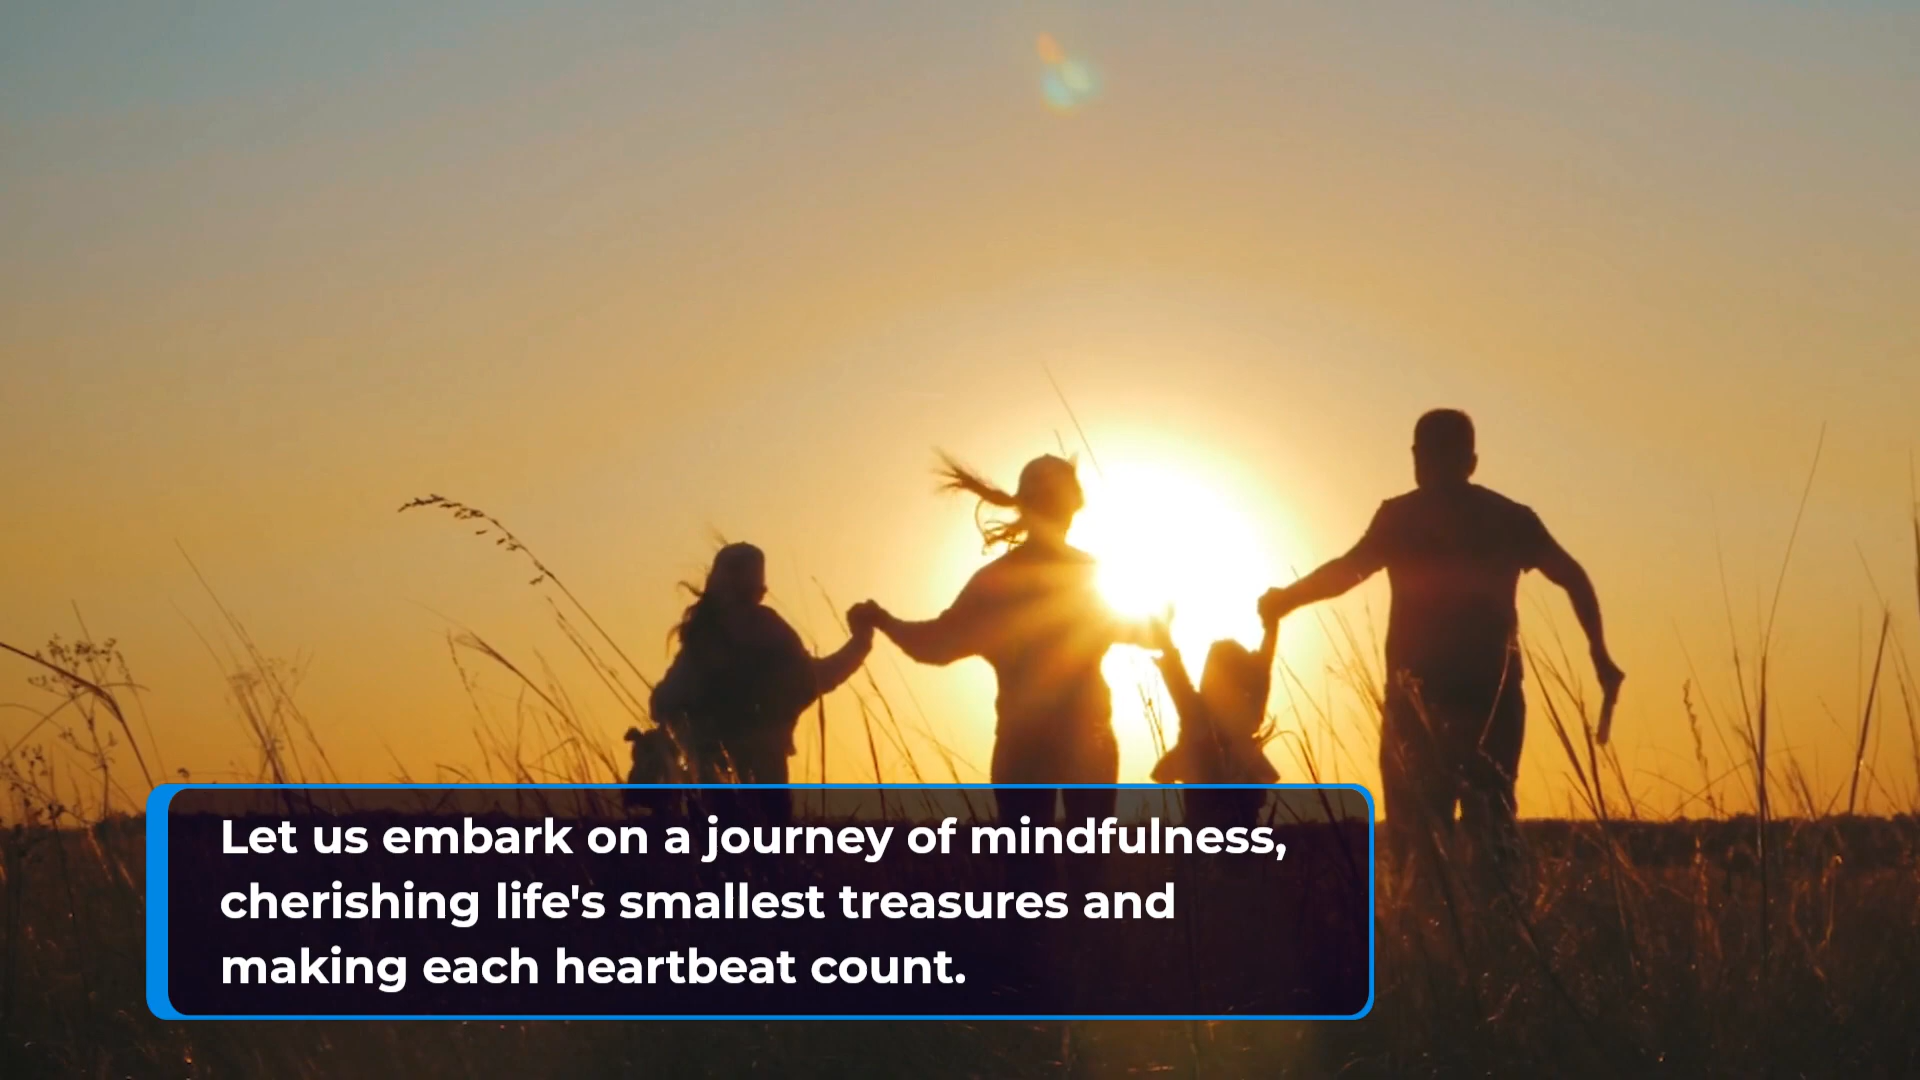 Let us embark on a journey of mindfulness,
cherishing life's smallest treasures and
making each heartbeat count.